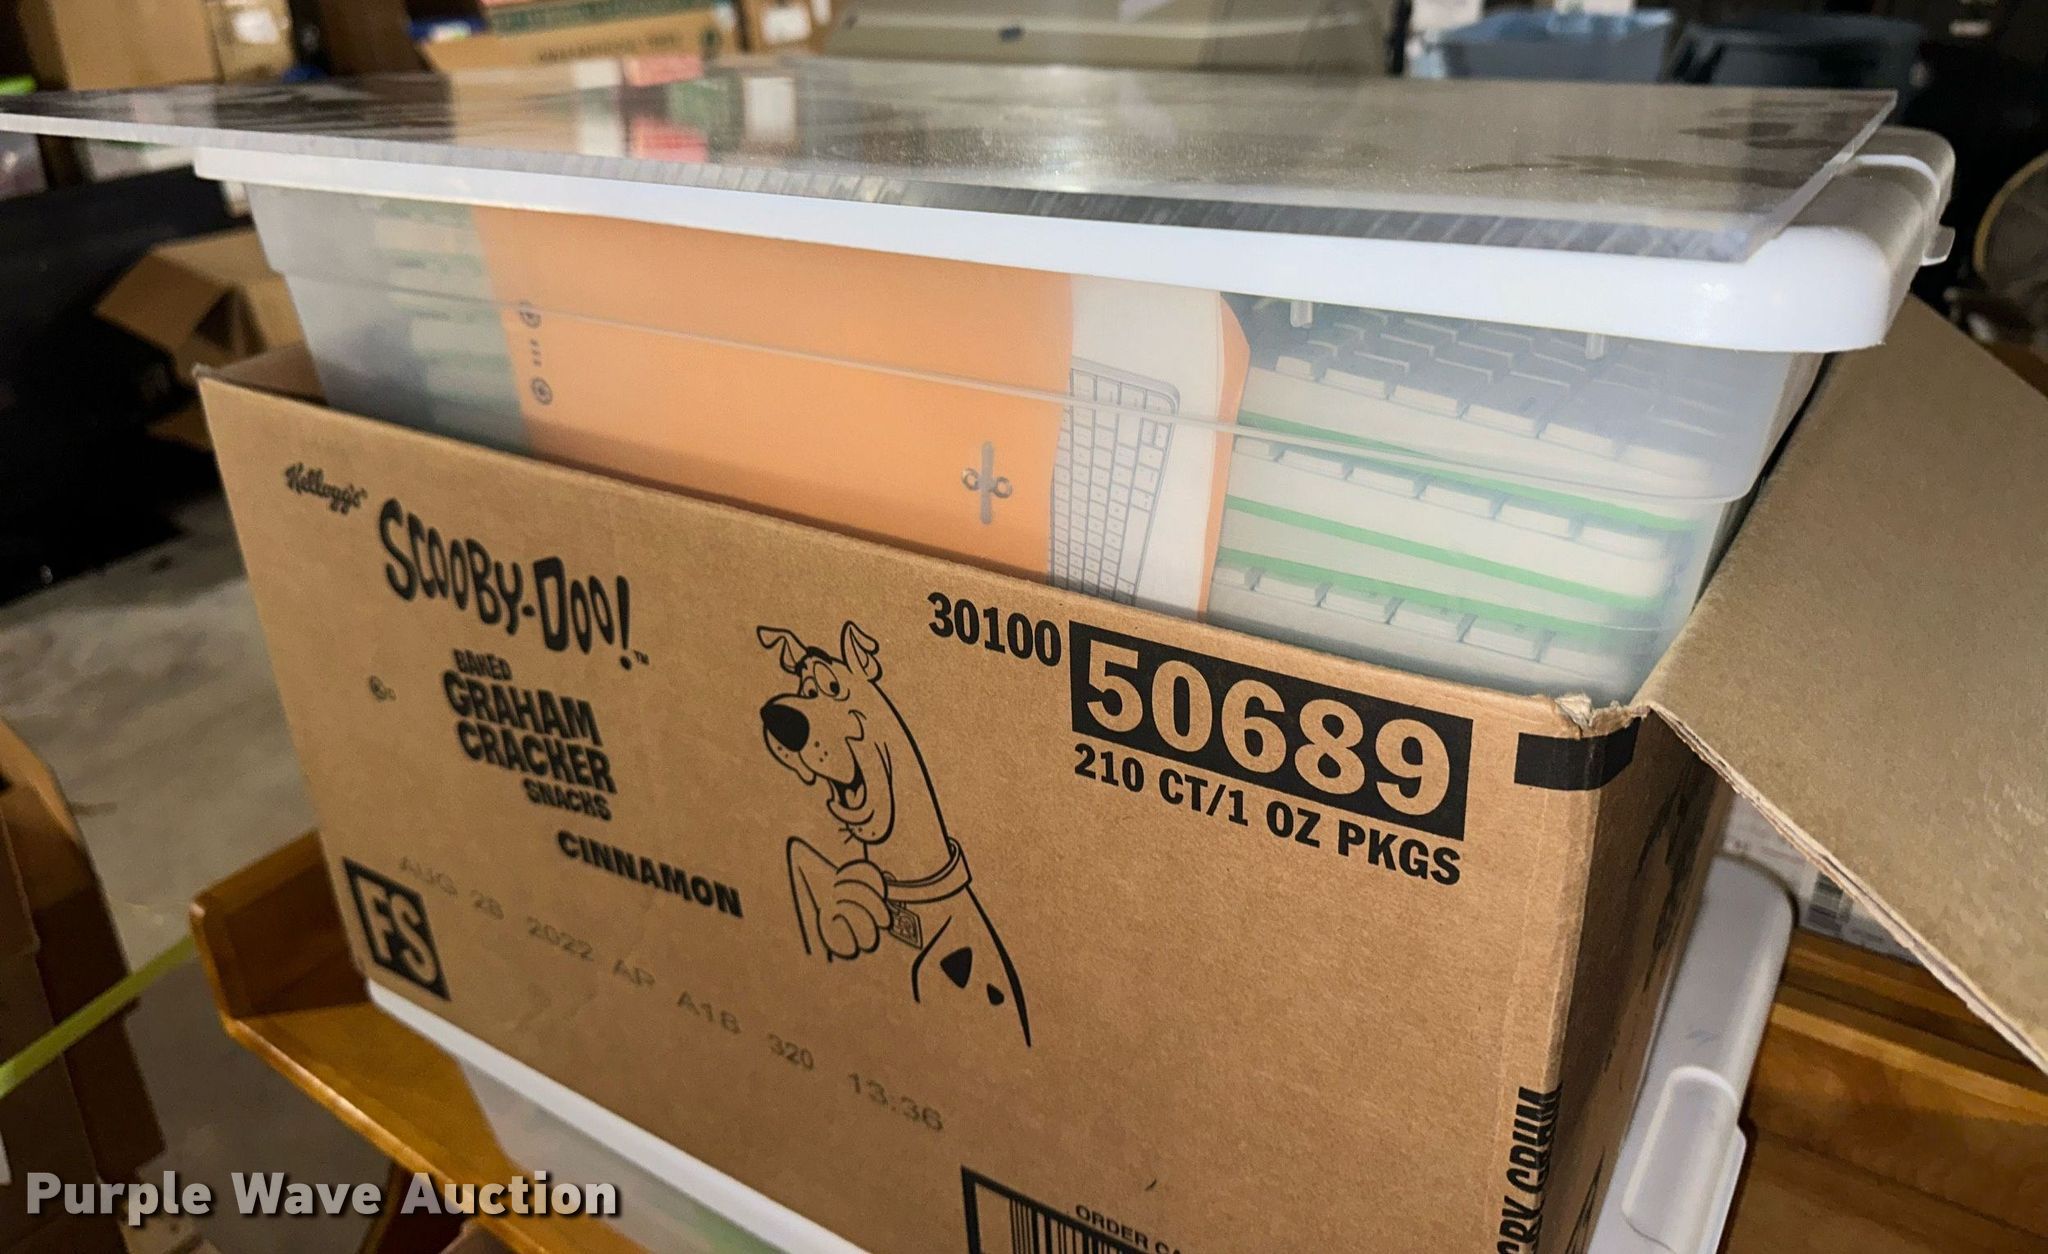 Kellogg's
SCOOBY-DOO!™
BAKED
GRAHAM
CRACKER
SNACKS
CINNAMON
30100 50689
210 CT/1 OZ PKGS
FS
AUG 28 2022 AP A18 320 13:36
ORDER
Purple Wave Auction